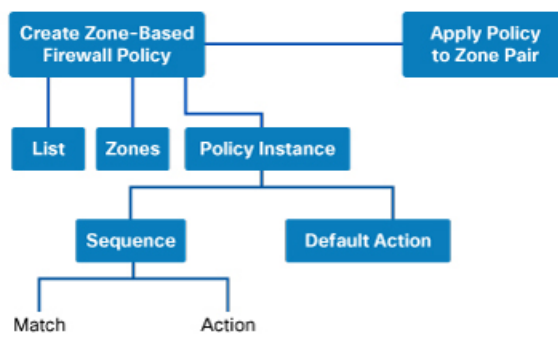 Create Zone-Based
Firewall Policy
Apply Policy
to Zone Pair
List
Zones
Policy Instance
Sequence
Default Action
Match
Action